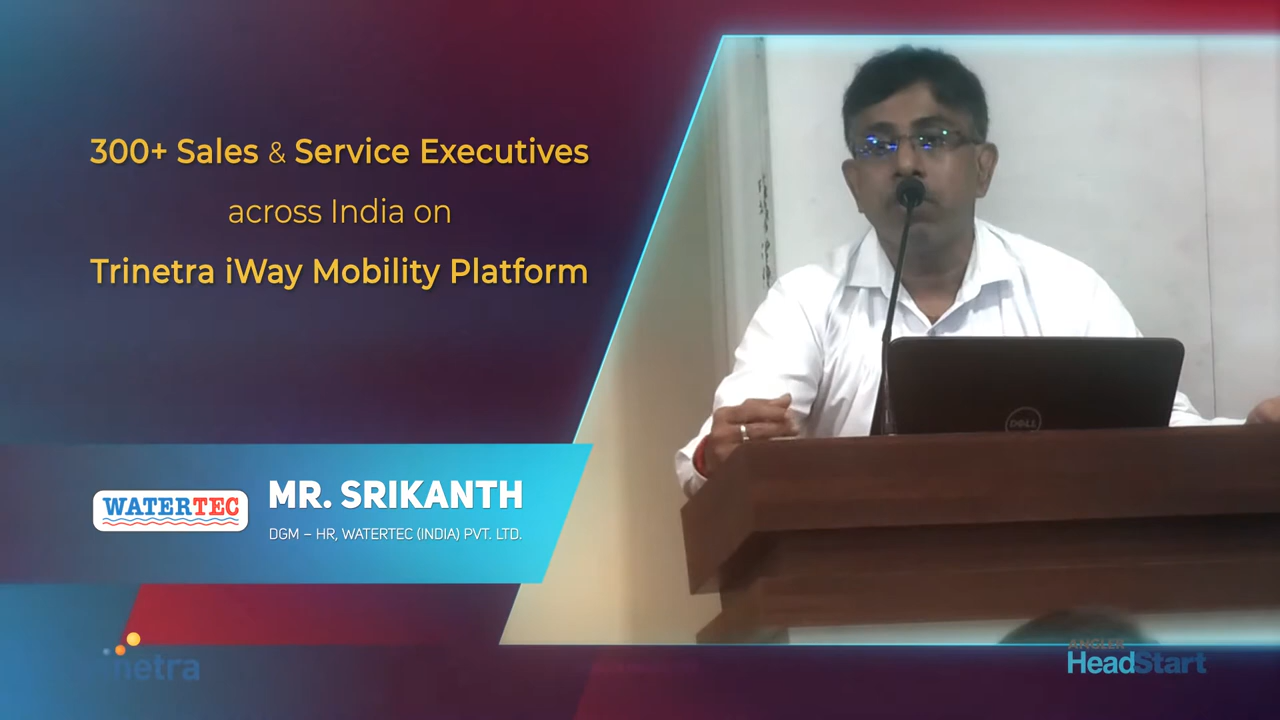 300+ Sales & Service Executives
across India on
Trinetra iWay Mobility Platform
WATERTEC
MR. SRIKANTH
DGM – HR, WATERTEC (INDIA) PVT. LTD.
DELL
netra
ANGLER
HeadStart